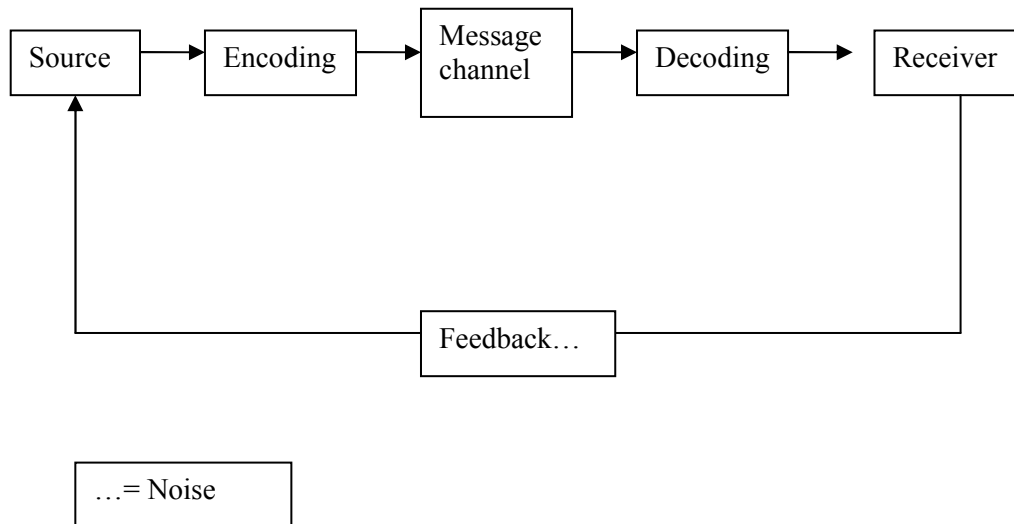 Source
Encoding
Message
channel
Decoding
Receiver
Feedback…
…= Noise